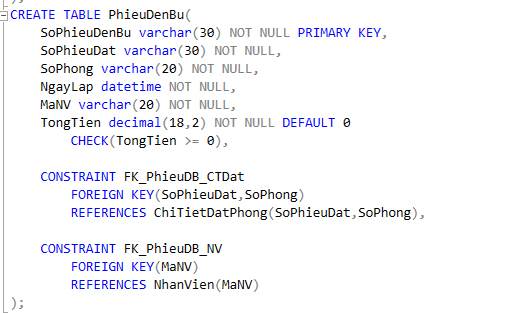 CREATE TABLE PhieuDenBu(
SoPhieuDenBu varchar(30) NOT NULL PRIMARY KEY,
SoPhieuDat varchar(30) NOT NULL,
SoPhong varchar(20) NOT NULL,
NgayLap datetime NOT NULL,
MaNV varchar(20) NOT NULL,
TongTien decimal(18,2) NOT NULL DEFAULT 0
CHECK(TongTien >= 0),
CONSTRAINT FK_PhieuDB_CTDat
FOREIGN KEY(SoPhieuDat,SoPhong)
REFERENCES ChiTietDatPhong(SoPhieuDat,SoPhong),
CONSTRAINT FK_PhieuDB_NV
FOREIGN KEY(MaNV)
REFERENCES NhanVien(MaNV)
);